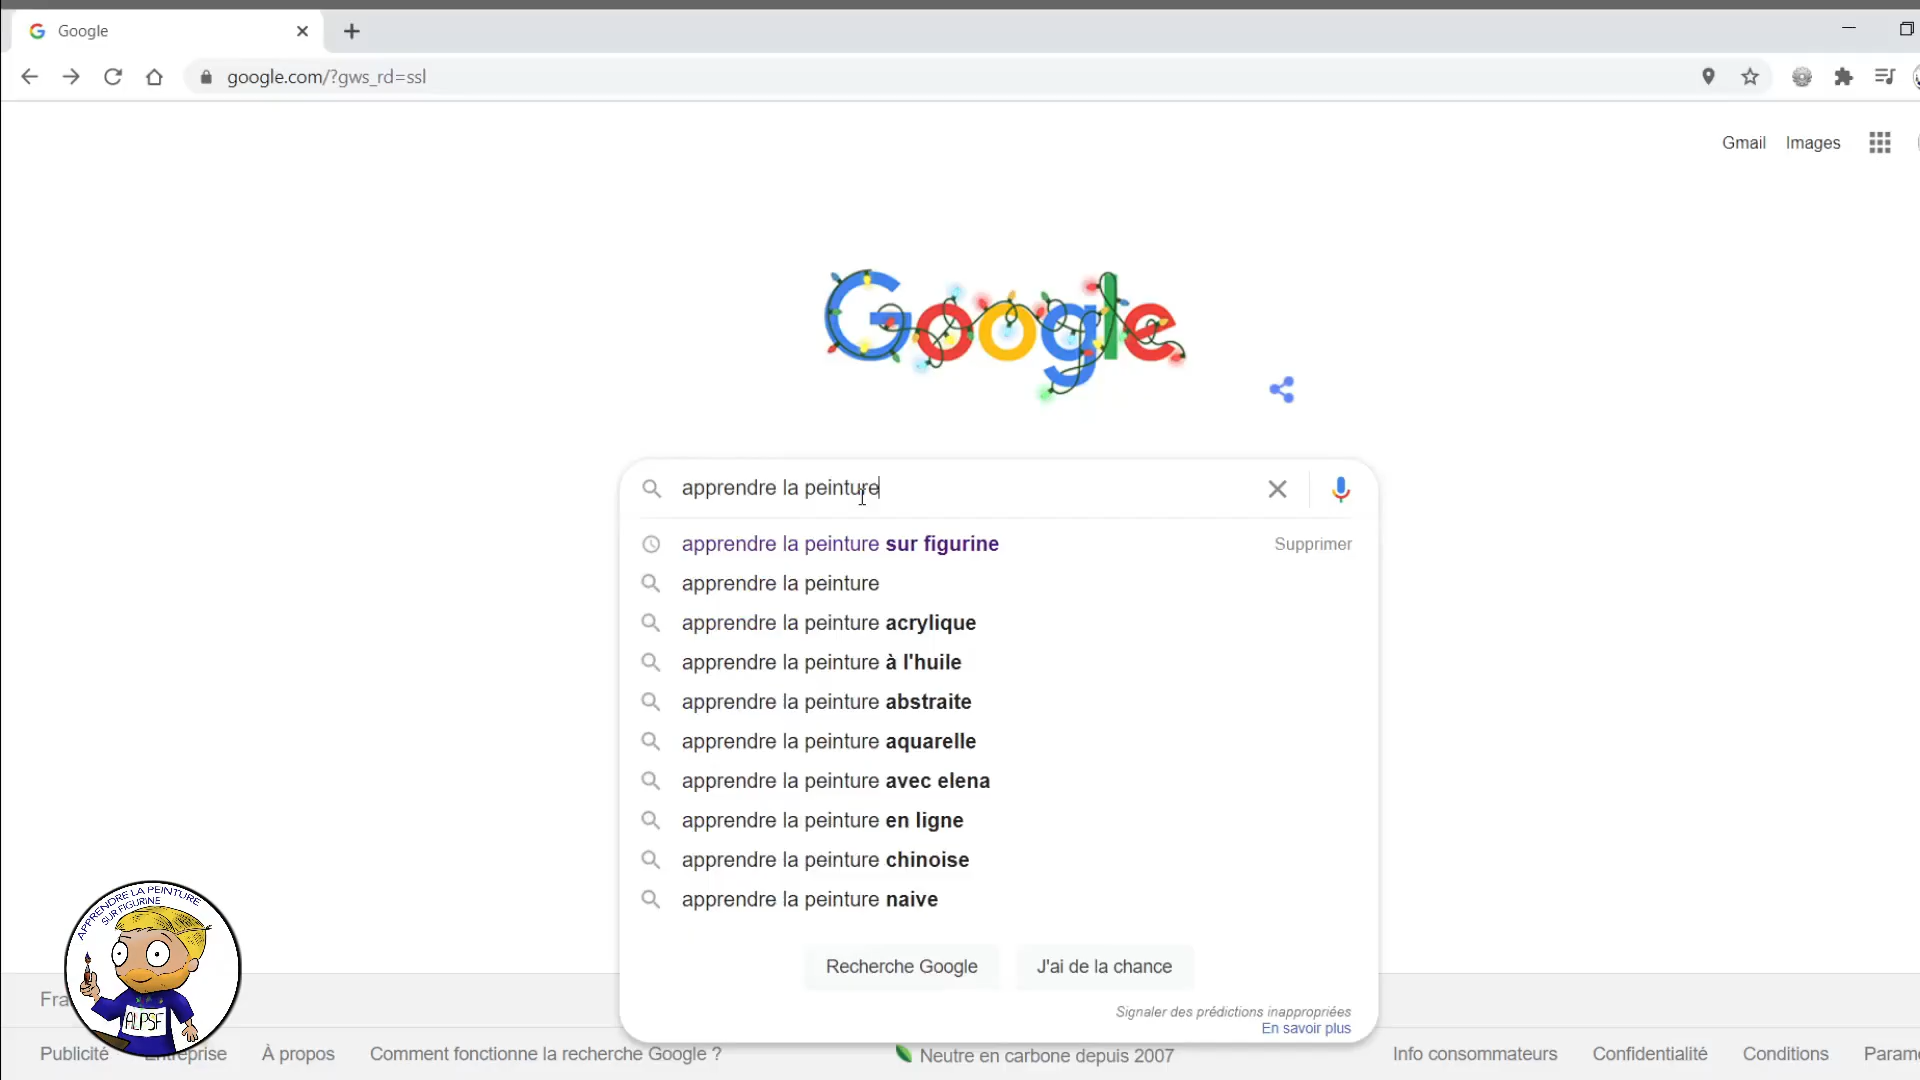 Google
google.com/?gws_rd=ssl
Gmail Images
Google
apprendre la peinture
apprendre la peinture sur figurine Supprimer
apprendre la peinture
apprendre la peinture acrylique
apprendre la peinture à l'huile
apprendre la peinture abstraite
apprendre la peinture aquarelle
apprendre la peinture avec elena
apprendre la peinture en ligne
apprendre la peinture chinoise
apprendre la peinture naive
Recherche Google J'ai de la chance
Signaler des prédictions inappropriées
En savoir plus
APPRENDRE LA PEINTURE
SUR FIGURINE
ALPSF
Fra
Publicité Entreprise À propos Comment fonctionne la recherche Google ? Neutre en carbone depuis 2007 Info consommateurs Confidentialité Conditions Param